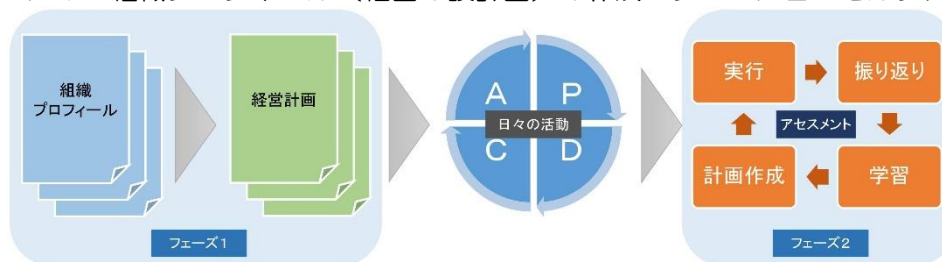 組織
プロフィール
経営計画
フェーズ1
A
P
日々の活動
C
D
実行
振り返り
アセスメント
計画作成
学習
フェーズ2